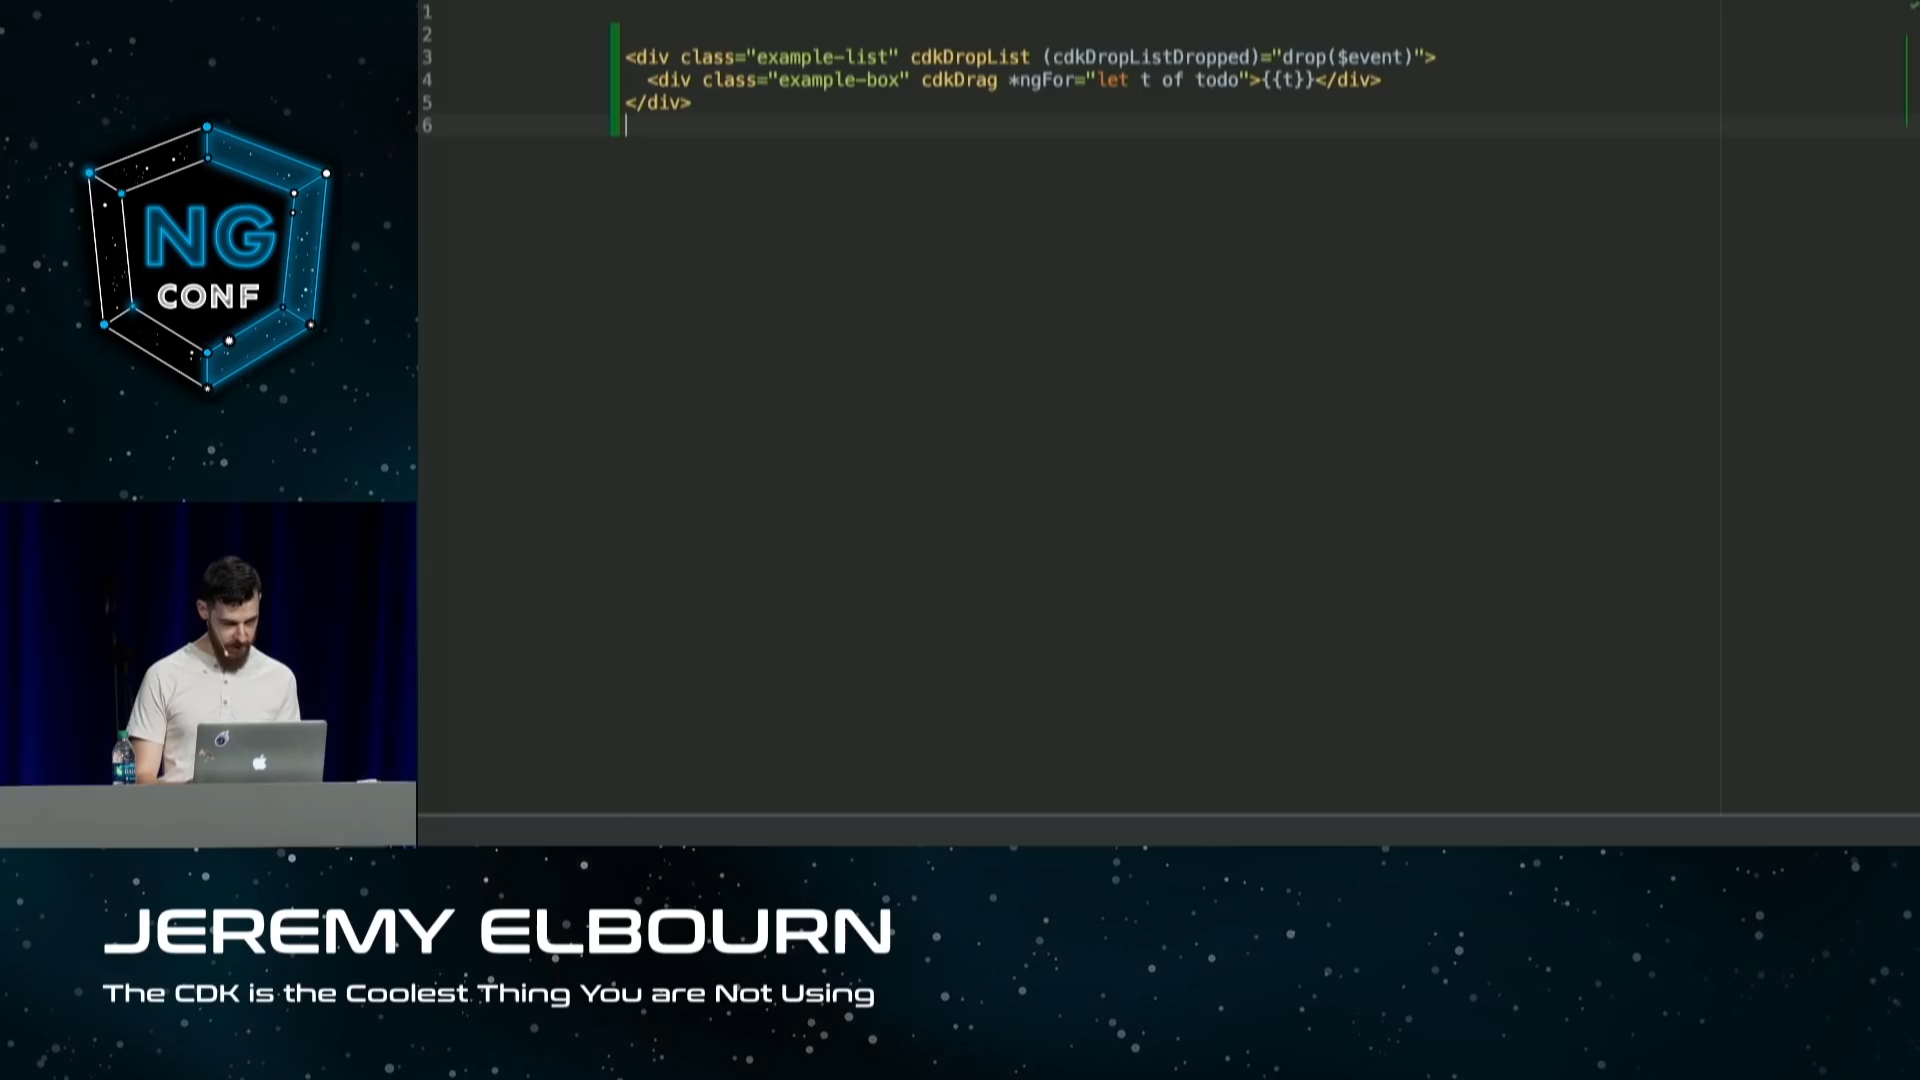 NG
CONF
1
2
3 <div class="example-list" cdkDropList (cdkDropListDropped)="drop($event)">
4 <div class="example-box" cdkDrag *ngFor="let t of todo">{{t}}</div>
5 </div>
6
JEREMY ELBOURN
The CDK is the Coolest Thing You are Not Using